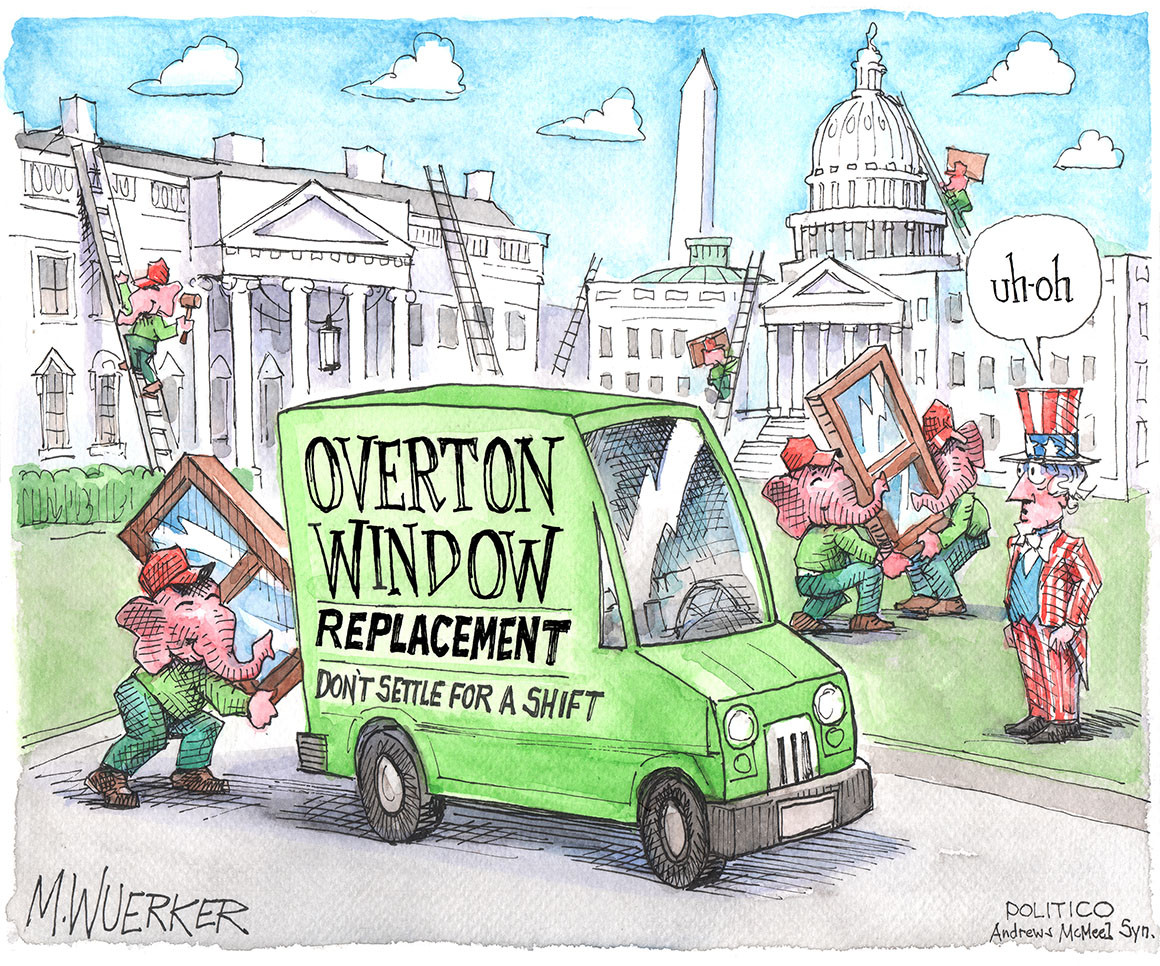 uh-oh
OVERTON
WINDOW
REPLACEMENT
DON'T SETTLE FOR A SHIFT
M.WUERKER
POLITICO
Andrews McMeel Syn.